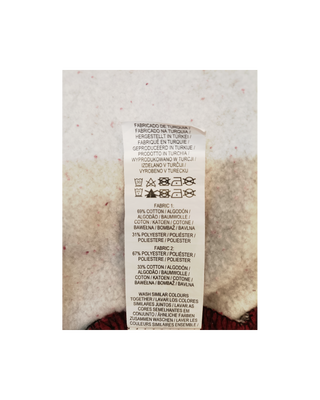 FABRICADO DE TURQUIA /
FABRICADO NA TURQUIA /
HERGESTELLT IN TÜRKEI /
FABRIQUÉ EN TURQUIE /
GEPRODUCEERD IN TURKIJE /
PRODOTTO IN TURCHIA /
WYPRODUKOWANO W TURCJI /
IZDELANO V TURČIJI /
VYROBENO V TURECKU
FABRIC 1:
69% COTTON / ALGODÓN /
ALGODÃO / BAUMWOLLE /
COTON / KATOEN / COTONE /
BAWEŁNA / BOMBAŽ / BAVLNA
31% POLYESTER / POLIÉSTER /
POLIESTERE / POLIESTER
FABRIC 2:
67% POLYESTER / POLIÉSTER /
POLIESTERE / POLIESTER
33% COTTON / ALGODÓN /
ALGODÃO / BAUMWOLLE /
COTON / KATOEN / COTONE /
BAWEŁNA / BOMBAŽ / BAVLNA
WASH SIMILAR COLOURS
TOGETHER / LAVAR LOS COLORES
SIMILARES JUNTOS / LAVAR AS
CORES SEMELHANTES EM
CONJUNTO / ÄHNLICHE FARBEN
ZUSAMMEN WASCHEN / LAVER LES
COULEURS SIMILAIRES ENSEMBLE /